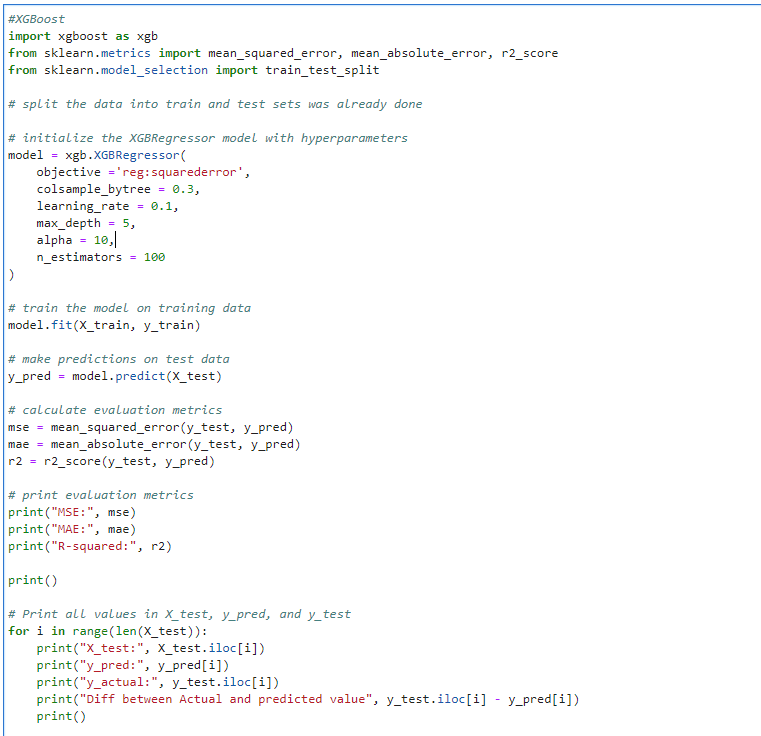 #XGBoost
import xgboost as xgb
from sklearn.metrics import mean_squared_error, mean_absolute_error, r2_score
from sklearn.model_selection import train_test_split

# split the data into train and test sets was already done

# initialize the XGBRegressor model with hyperparameters
model = xgb.XGBRegressor(
    objective ='reg:squarederror',
    colsample_bytree = 0.3,
    learning_rate = 0.1,
    max_depth = 5,
    alpha = 10,
    n_estimators = 100
)

# train the model on training data
model.fit(X_train, y_train)

# make predictions on test data
y_pred = model.predict(X_test)

# calculate evaluation metrics
mse = mean_squared_error(y_test, y_pred)
mae = mean_absolute_error(y_test, y_pred)
r2 = r2_score(y_test, y_pred)

# print evaluation metrics
print("MSE:", mse)
print("MAE:", mae)
print("R-squared:", r2)

print()

# Print all values in X_test, y_pred, and y_test
for i in range(len(X_test)):
    print("X_test:", X_test.iloc[i])
    print("y_pred:", y_pred[i])
    print("y_actual:", y_test.iloc[i])
    print("Diff between Actual and predicted value", y_test.iloc[i] - y_pred[i])
    print()